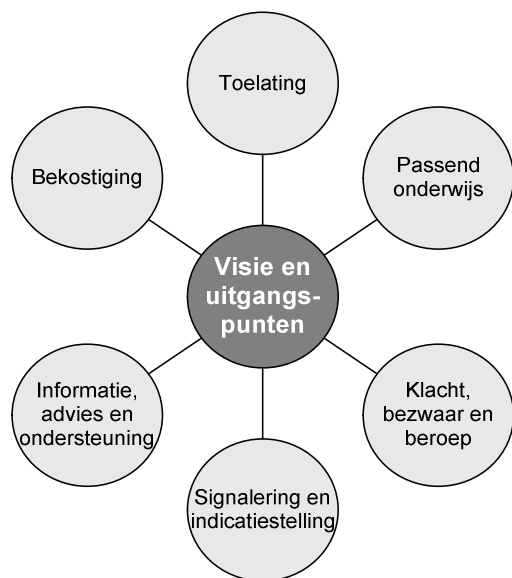 Toelating
Bekostiging
Passend
onderwijs
Visie en
uitgangs-
punten
Informatie,
advies en
ondersteuning
Klacht,
bezwaar en
beroep
Signalering en
indicatiestelling